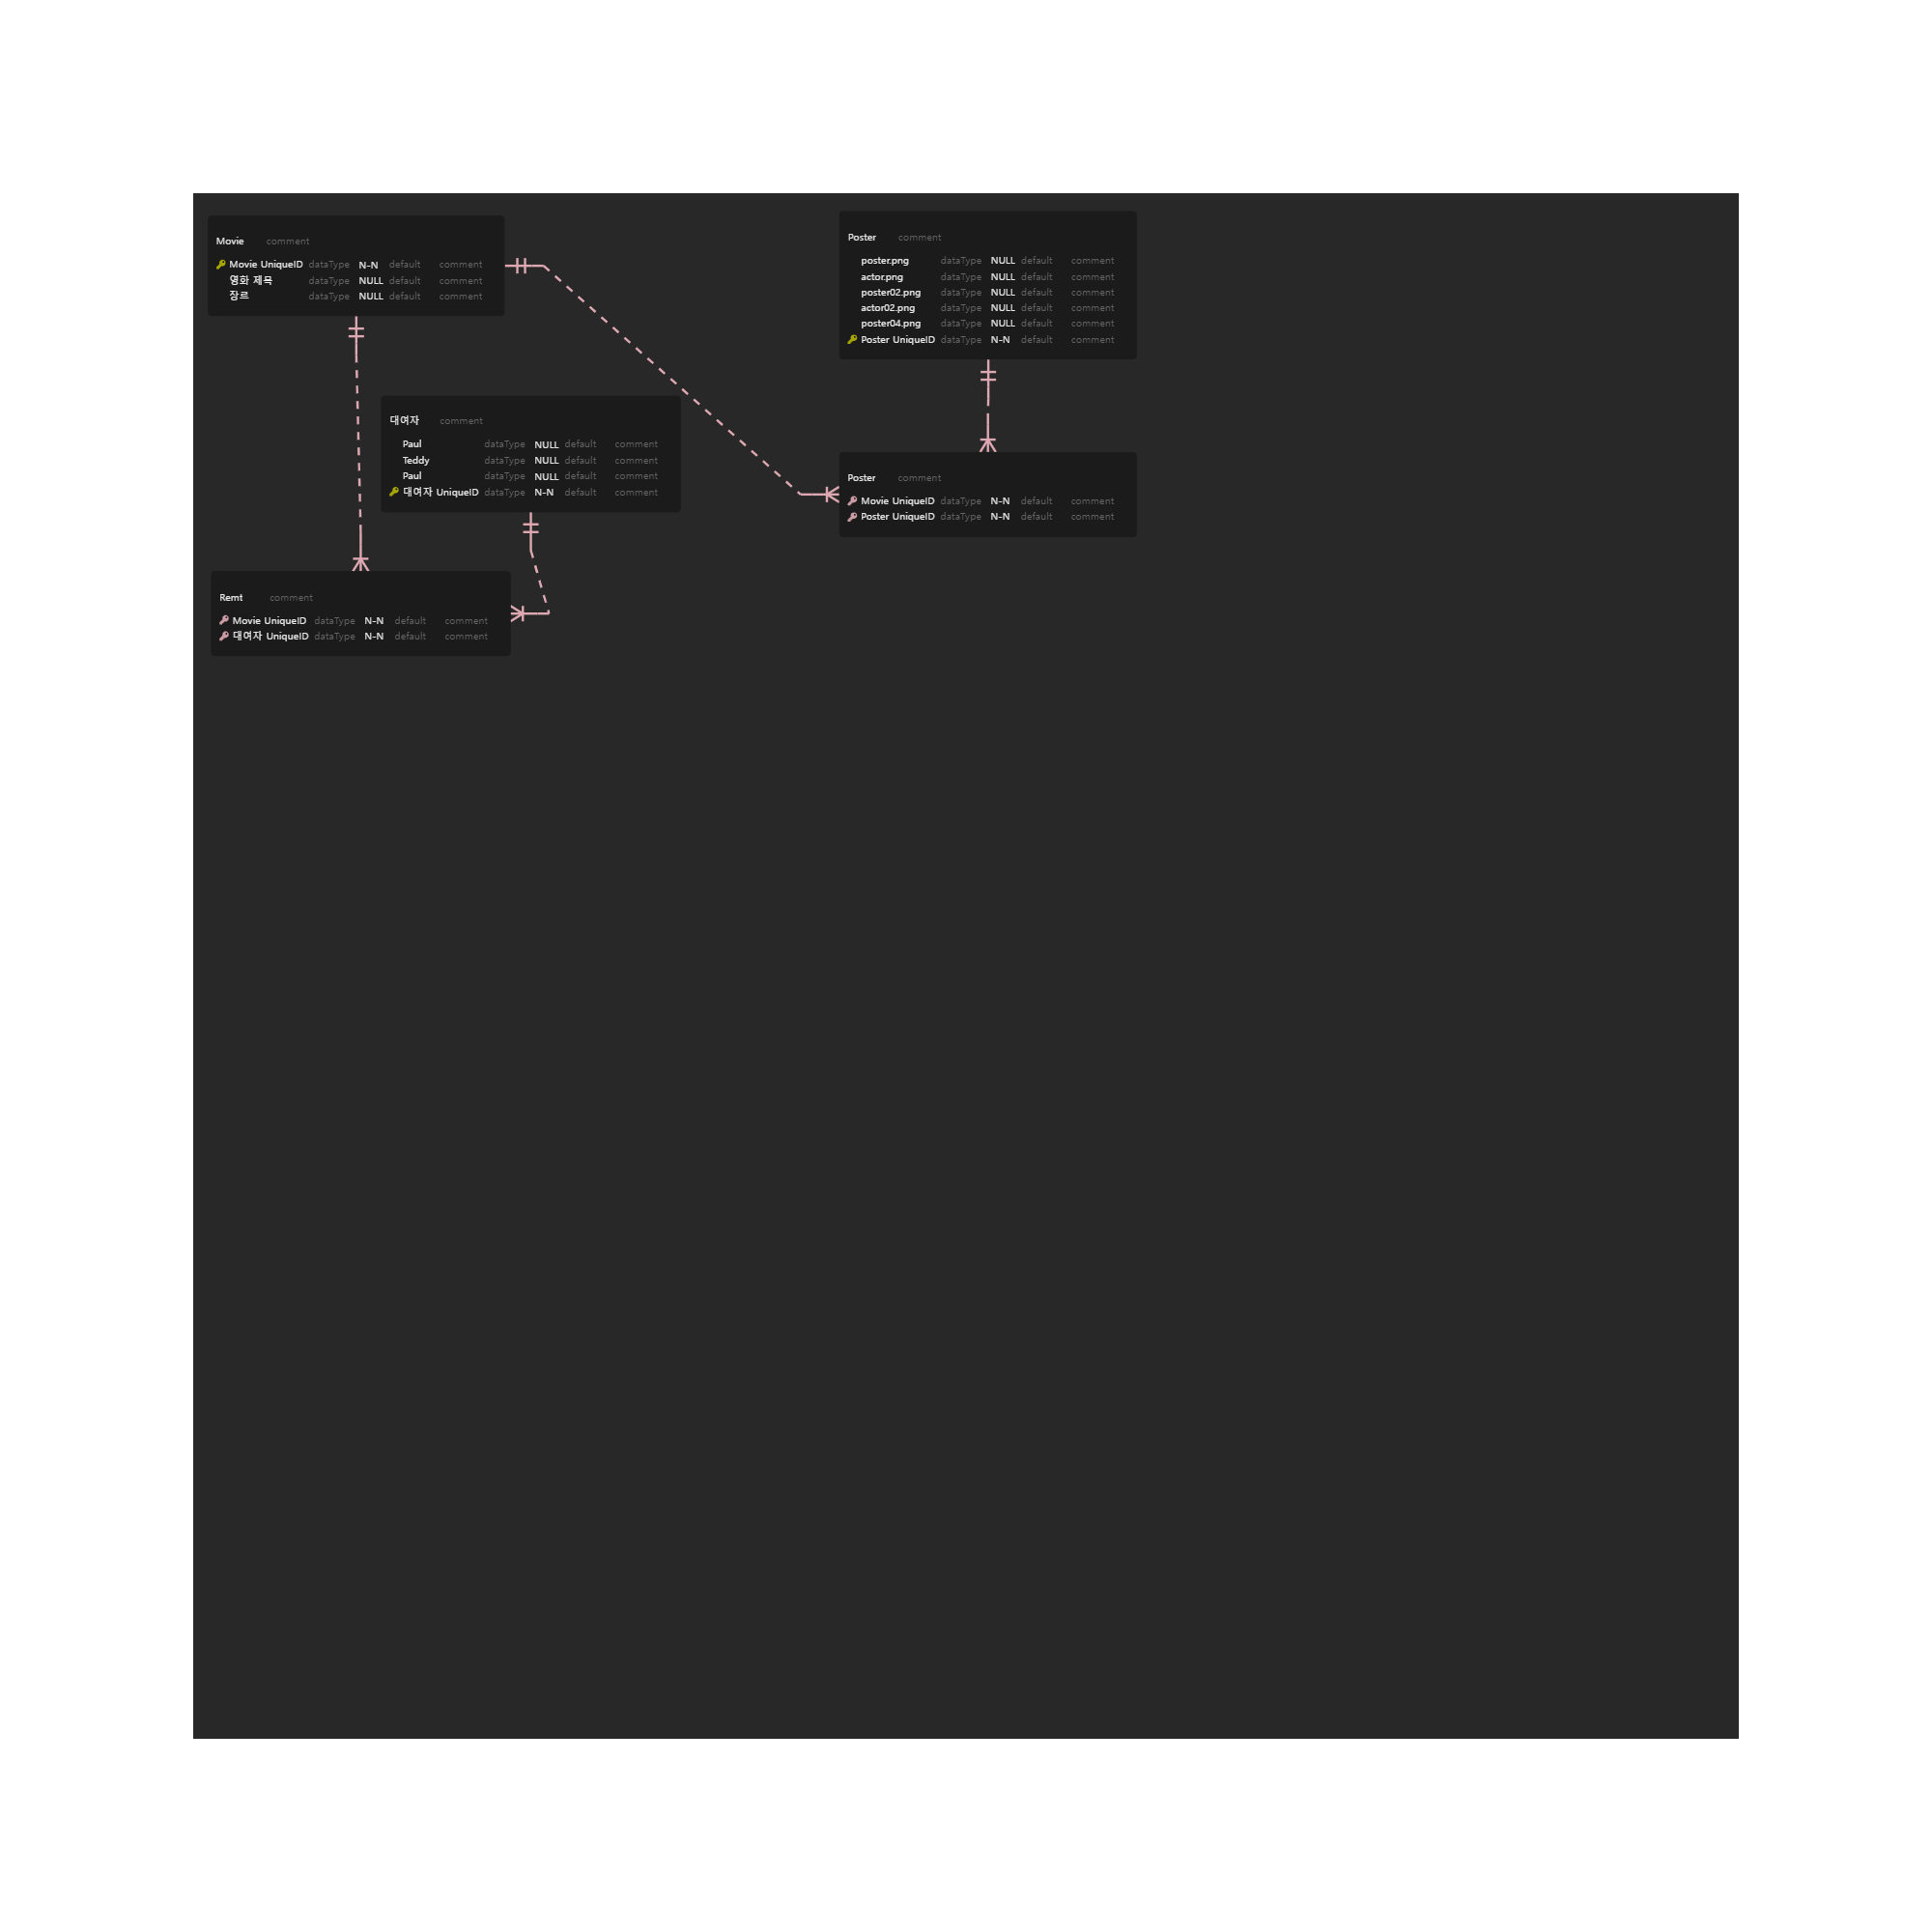 Movie comment
Movie UniqueID dataType N-N default comment
영화 제목 dataType NULL default comment
장르 dataType NULL default comment
Poster comment
poster.png dataType NULL default comment
actor.png dataType NULL default comment
poster02.png dataType NULL default comment
actor02.png dataType NULL default comment
poster04.png dataType NULL default comment
Poster UniqueID dataType N-N default comment
대여자 comment
Paul dataType NULL default comment
Teddy dataType NULL default comment
Paul dataType NULL default comment
대여자 UniqueID dataType N-N default comment
Poster comment
Movie UniqueID dataType N-N default comment
Poster UniqueID dataType N-N default comment
Remt comment
Movie UniqueID dataType N-N default comment
대여자 UniqueID dataType N-N default comment